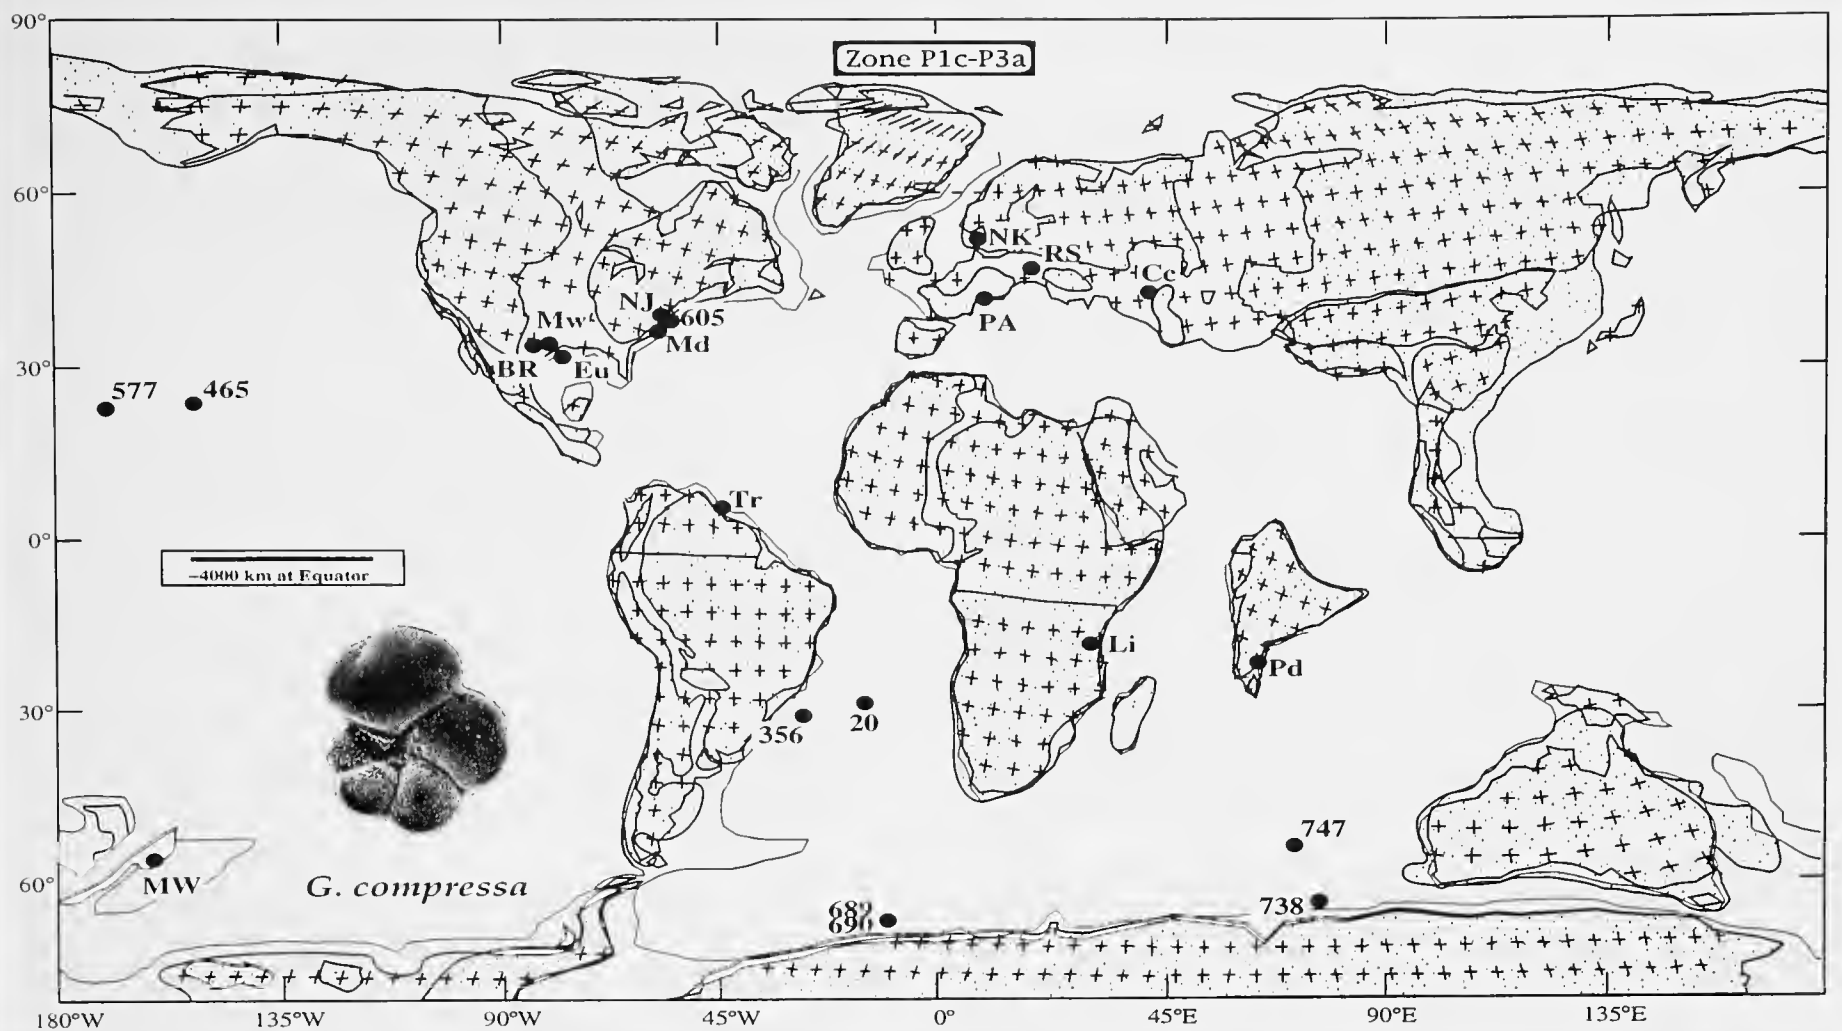 90°
Zone P1c-P3a
60°
NK
RS
Cc
NJ
605
Mw
PA
Md
BR
Eu
30°
577
465
Tr
0°
~4000 km at Equator
Li
Pd
30°
356
20
747
MW
60°
G. compressa
689
690
738
180°W
135°W
90°W
45°W
0°
45°E
90°E
135°E